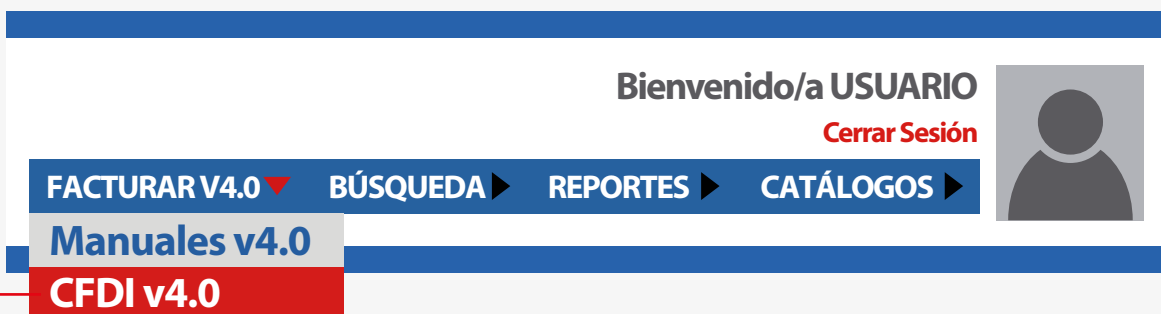 Bienvenido/a USUARIO
Cerrar Sesión
FACTURAR V4.0 BÚSQUEDA REPORTES CATÁLOGOS
Manuales v4.0
CFDI v4.0